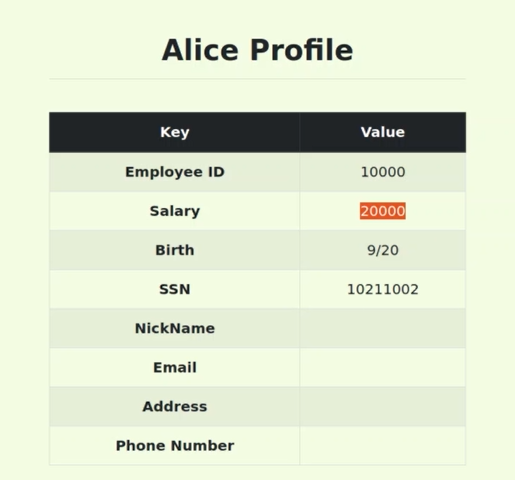 Alice Profile
Key Value
Employee ID 10000
Salary 20000
Birth 9/20
SSN 10211002
NickName
Email
Address
Phone Number